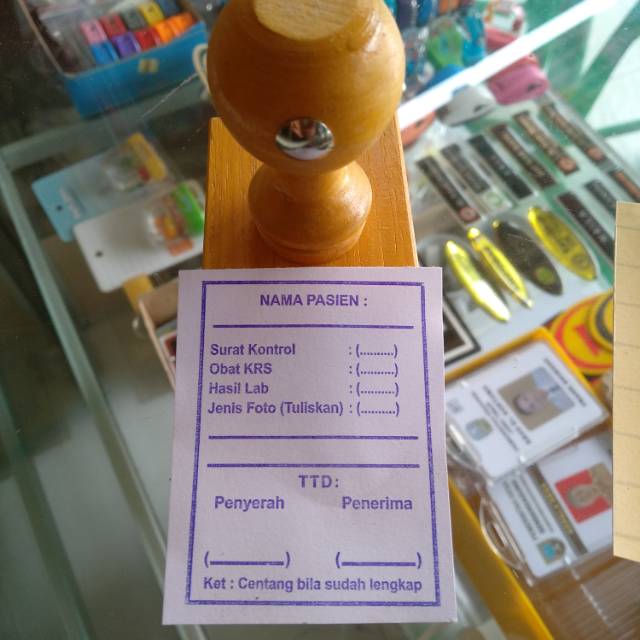 NAMA PASIEN :
Surat Kontrol : (..........)
Obat KRS : (..........)
Hasil Lab : (..........)
Jenis Foto (Tuliskan) : (..........)
TTD:
Penyerah Penerima
(__________) (__________)
Ket : Centang bila sudah lengkap